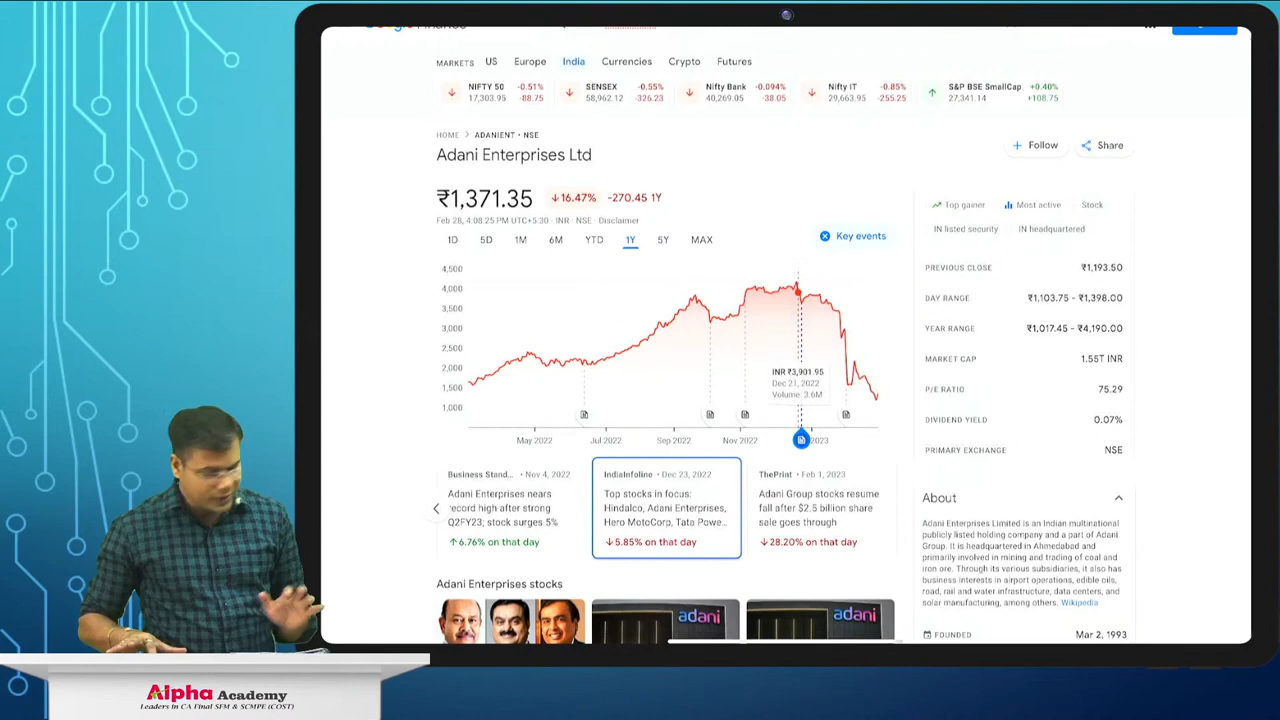 Google Finance
MARKETS US Europe India Currencies Crypto Futures
NIFTY 50 -0.51%
17,303.95 -88.75
SENSEX -0.55%
58,962.12 -326.23
Nifty Bank -0.094%
40,269.05 -38.05
Nifty IT -0.85%
29,663.95 -255.25
S&P BSE SmallCap +0.40%
27,341.14 +108.75
HOME > ADANIENT • NSE
Adani Enterprises Ltd
+ Follow
Share
₹1,371.35 ↓16.47% -270.45 1Y
Feb 28, 4:08:25 PM UTC+5:30 · INR · NSE · Disclaimer
1D 5D 1M 6M YTD 1Y 5Y MAX
Key events
4,500
4,000
3,500
3,000
2,500
2,000
1,500
1,000
INR ₹3,901.95
Dec 23, 2022
Volume: 3.6M
May 2022 Jul 2022 Sep 2022 Nov 2022 2023
Business Stand... • Nov 4, 2022
Adani Enterprises nears
record high after strong
Q2FY23; stock surges 5%
↑6.76% on that day
IndiaInfoline • Dec 23, 2022
Top stocks in focus:
Hindalco, Adani Enterprises,
Hero MotoCorp, Tata Powe...
↓5.85% on that day
ThePrint • Feb 1, 2023
Adani Group stocks resume
fall after $2.5 billion share
sale goes through
↓28.20% on that day
Adani Enterprises stocks
adani
adani
Top gainer Most active Stock
IN listed security IN headquartered
PREVIOUS CLOSE ₹1,193.50
DAY RANGE ₹1,103.75 - ₹1,398.00
YEAR RANGE ₹1,017.45 - ₹4,190.00
MARKET CAP 1.55T INR
P/E RATIO 75.29
DIVIDEND YIELD 0.07%
PRIMARY EXCHANGE NSE
About
Adani Enterprises Limited is an Indian multinational
publicly listed holding company and a part of Adani
Group. It is headquartered in Ahmedabad and
primarily involved in mining and trading of coal and
iron ore. Through its various subsidiaries, it also has
business interests in airport operations, edible oils,
road, rail and water infrastructure, data centers, and
solar manufacturing, among others. Wikipedia
FOUNDED Mar 2, 1993
Alpha Academy
Leaders in CA Final SFM & SCMPE (COST)